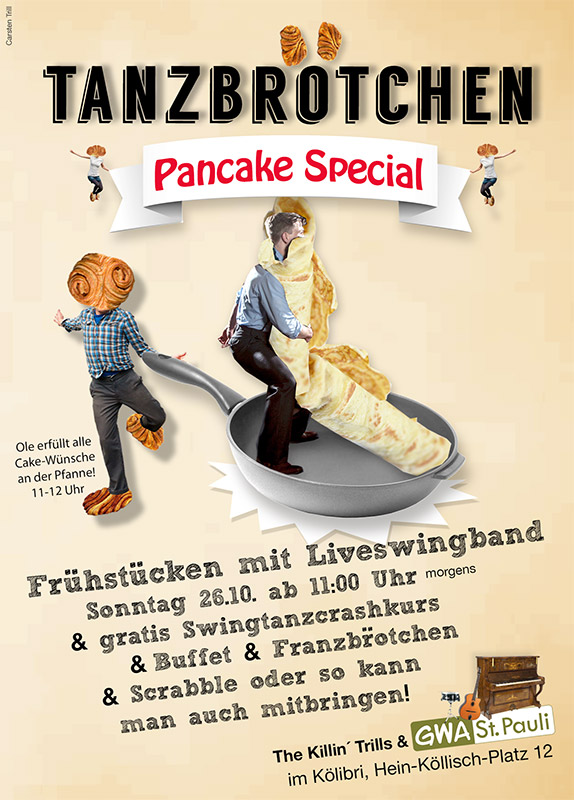 Carsten Trill
TANZBRÖTCHEN
Pancake Special
Ole erfüllt alle
Cake-Wünsche
an der Pfanne!
11-12 Uhr
Frühstücken mit Liveswingband
Sonntag 26.10. ab 11:00 Uhr morgens
& gratis Swingtanzcrashkurs
& Buffet & Franzbrötchen
& Scrabble oder so kann
man auch mitbringen!
The Killin´ Trills & GWA St. Pauli
im Kölibri, Hein-Köllisch-Platz 12